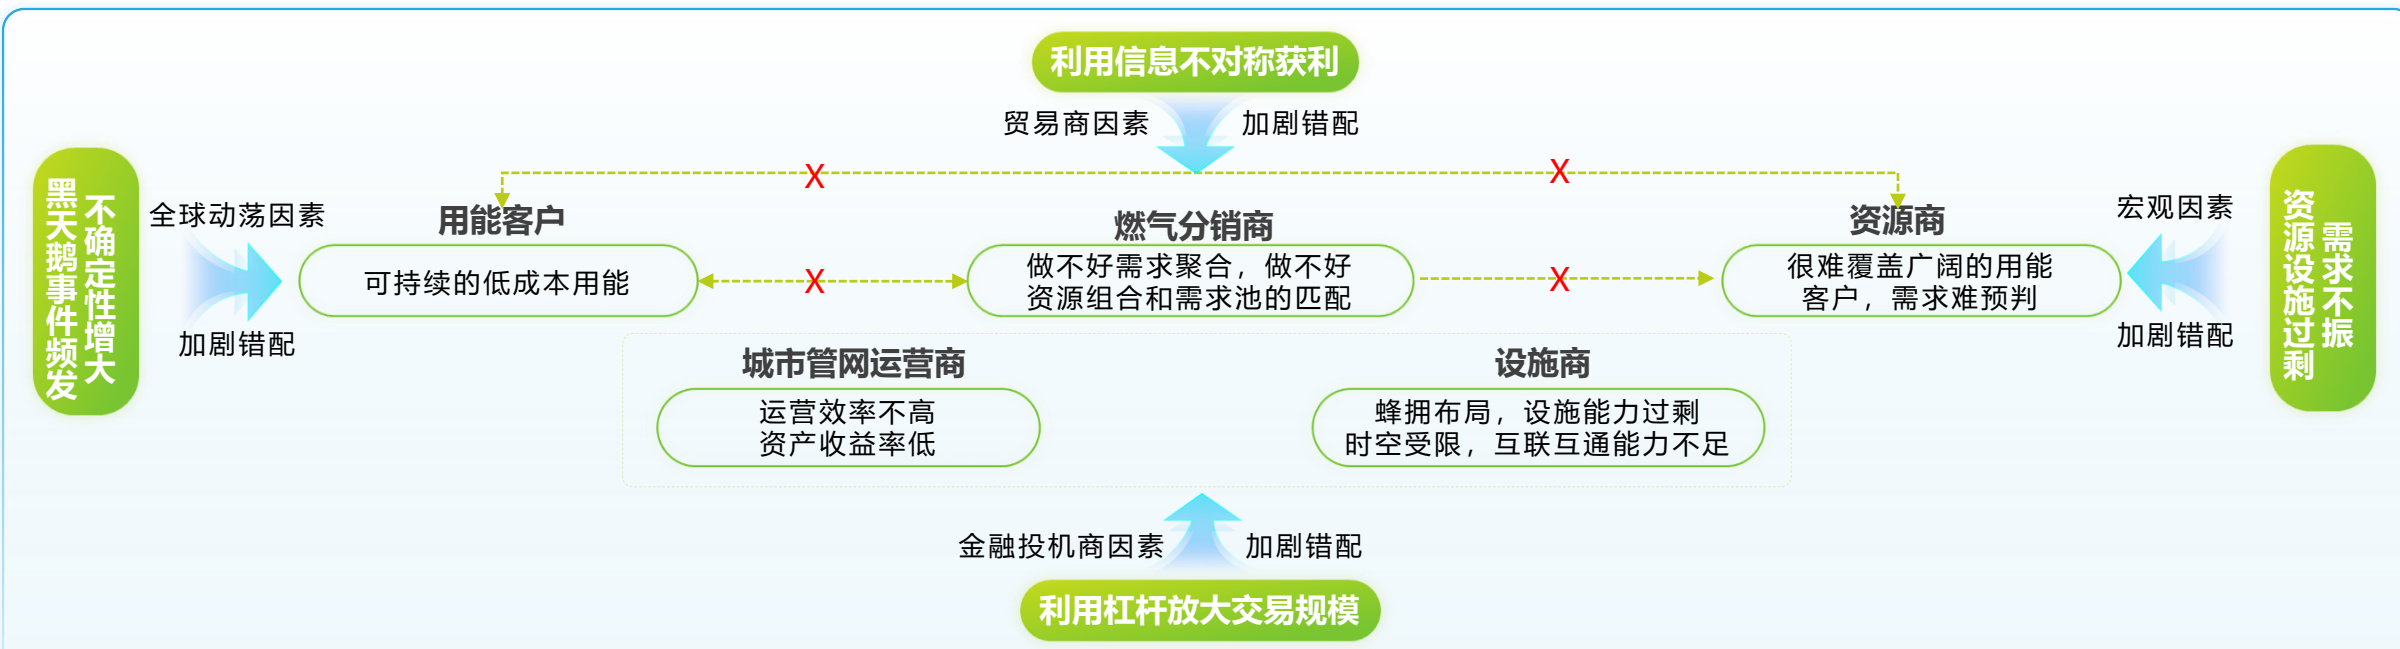 利用信息不对称获利
贸易商因素
加剧错配
X
X
不确定性增大
黑天鹅事件频发
全球动荡因素
加剧错配
用能客户
可持续的低成本用能
X
燃气分销商
做不好需求聚合，做不好
资源组合和需求池的匹配
X
资源商
很难覆盖广阔的用能
客户，需求难预判
宏观因素
加剧错配
需求不振
资源设施过剩
城市管网运营商
运营效率不高
资产收益率低
设施商
蜂拥布局，设施能力过剩
时空受限，互联互通能力不足
金融投机商因素
加剧错配
利用杠杆放大交易规模